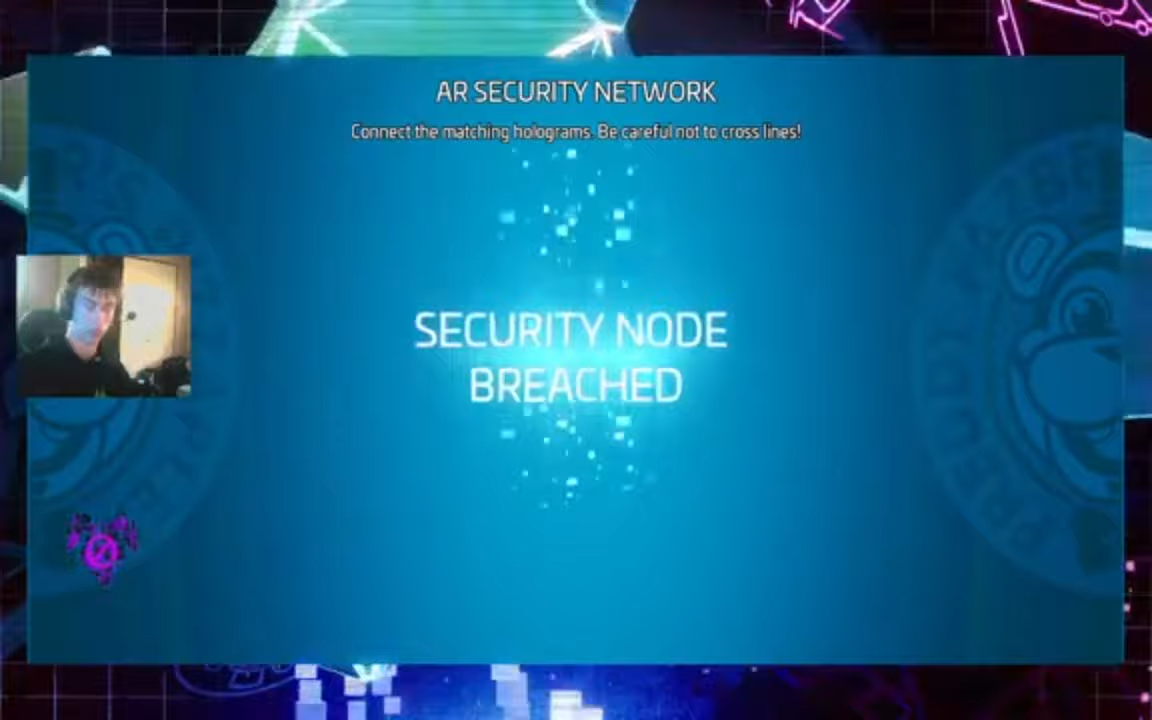 AR SECURITY NETWORK
Connect the matching holograms. Be careful not to cross lines!
SECURITY NODE
BREACHED